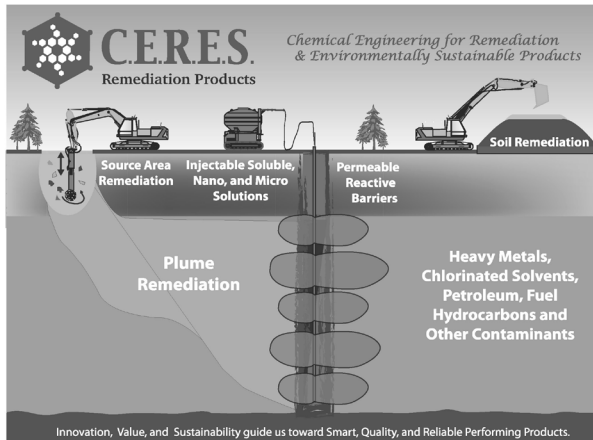 C.E.R.E.S.
Remediation Products
Chemical Engineering for Remediation
& Environmentally Sustainable Products
Soil Remediation
Source Area
Remediation
Injectable Soluble,
Nano, and Micro
Solutions
Permeable
Reactive
Barriers
Plume
Remediation
Heavy Metals,
Chlorinated Solvents,
Petroleum, Fuel
Hydrocarbons and
Other Contaminants
Innovation, Value, and Sustainability guide us toward Smart, Quality, and Reliable Performing Products.